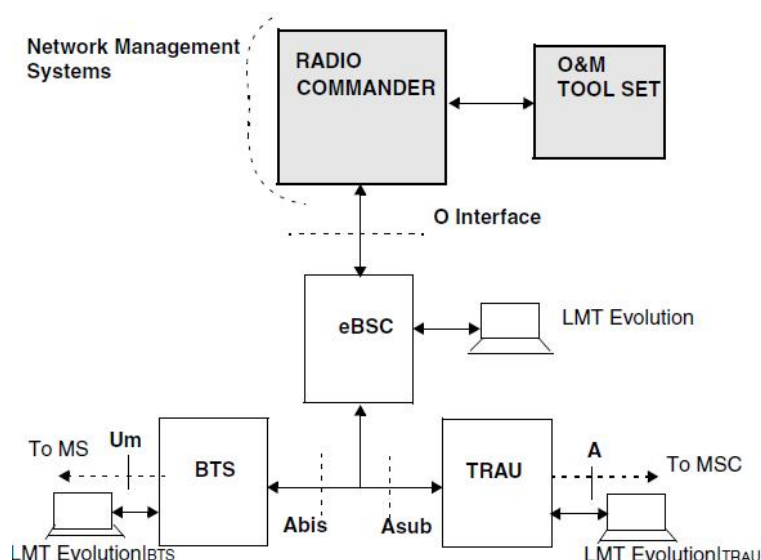 Network Management
Systems
RADIO
COMMANDER
O&M
TOOL SET
O Interface
eBSC
LMT Evolution
To MS
Um
BTS
TRAU
A
To MSC
Abis
Asub
LMT Evolution|BTS
LMT Evolution|TRAU